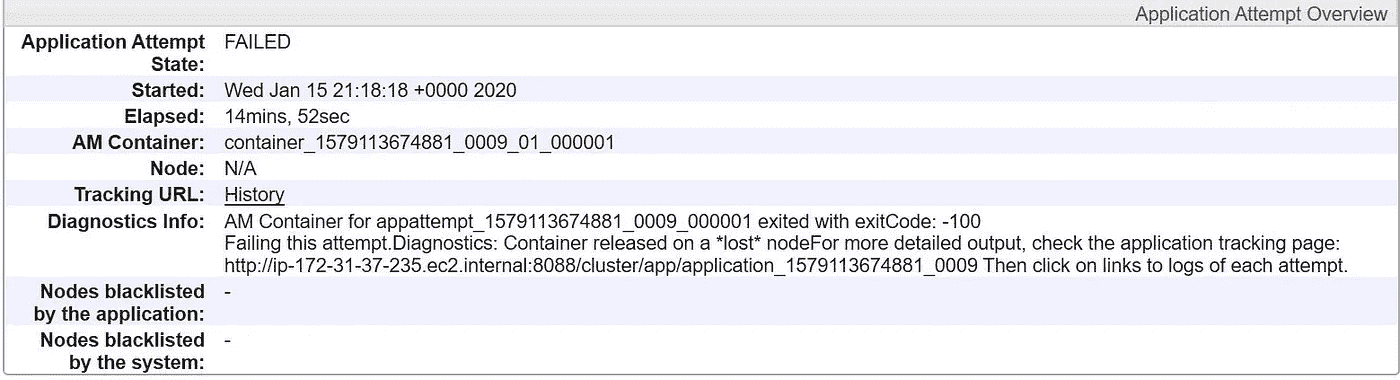 Application Attempt Overview
Application Attempt State: FAILED
Started: Wed Jan 15 21:18:18 +0000 2020
Elapsed: 14mins, 52sec
AM Container: container_1579113674881_0009_01_000001
Node: N/A
Tracking URL: History
Diagnostics Info: AM Container for appattempt_1579113674881_0009_000001 exited with exitCode: -100
Failing this attempt.Diagnostics: Container released on a *lost* nodeFor more detailed output, check the application tracking page:
http://ip-172-31-37-235.ec2.internal:8088/cluster/app/application_1579113674881_0009 Then click on links to logs of each attempt.
Nodes blacklisted by the application: -
Nodes blacklisted by the system: -